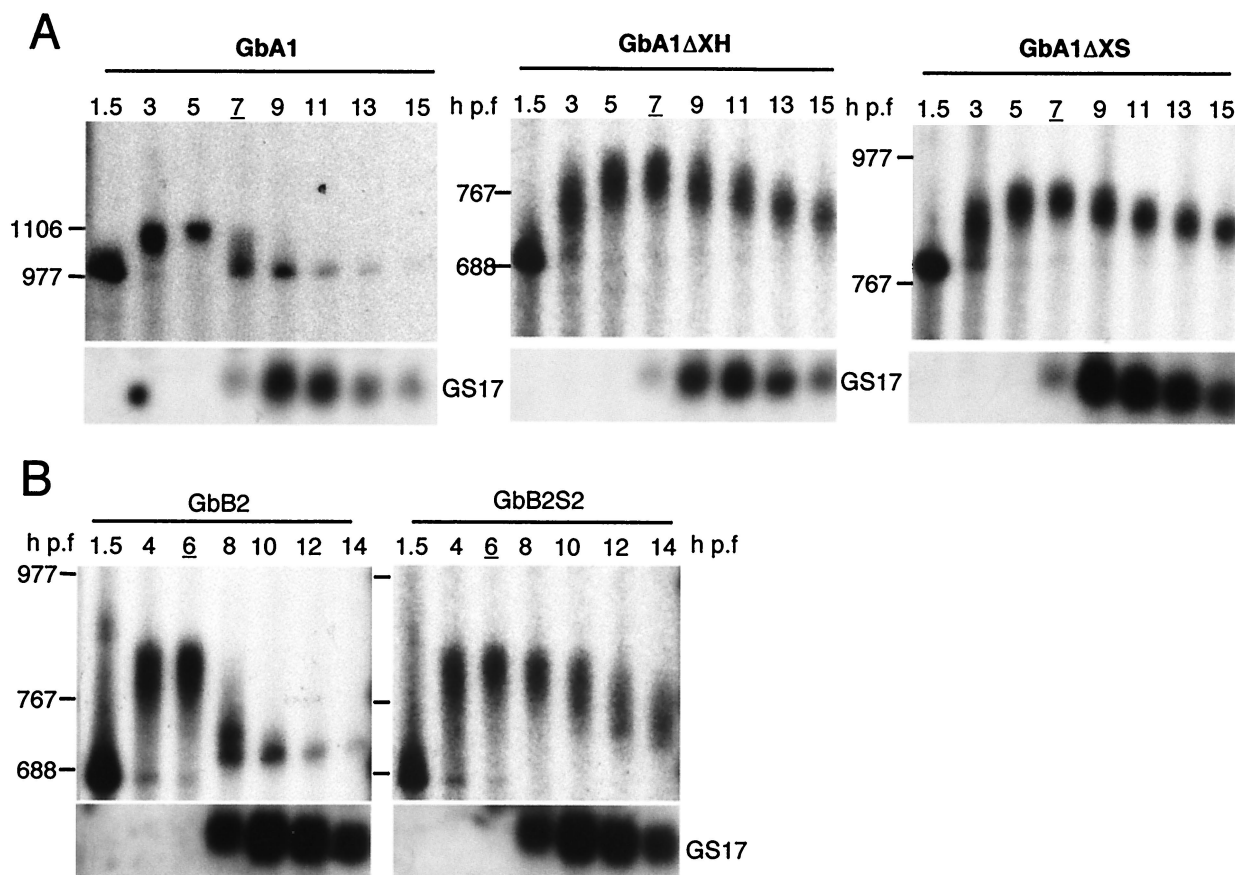 A
GbA1 GbA1ΔXH GbA1ΔXS
1.5 3 5 7 9 11 13 15 h p.f 1.5 3 5 7 9 11 13 15 1.5 3 5 7 9 11 13 15
1106
977
767
688
977
767
GS17 GS17
B
GbB2 GbB2S2
h p.f 1.5 4 6 8 10 12 14 1.5 4 6 8 10 12 14 h p.f
977
767
688
GS17